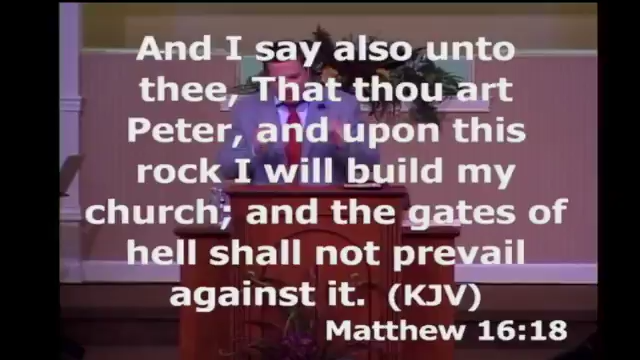 And I say also unto
thee, That thou art
Peter, and upon this
rock I will build my
church; and the gates of
hell shall not prevail
against it. (KJV)
Matthew 16:18